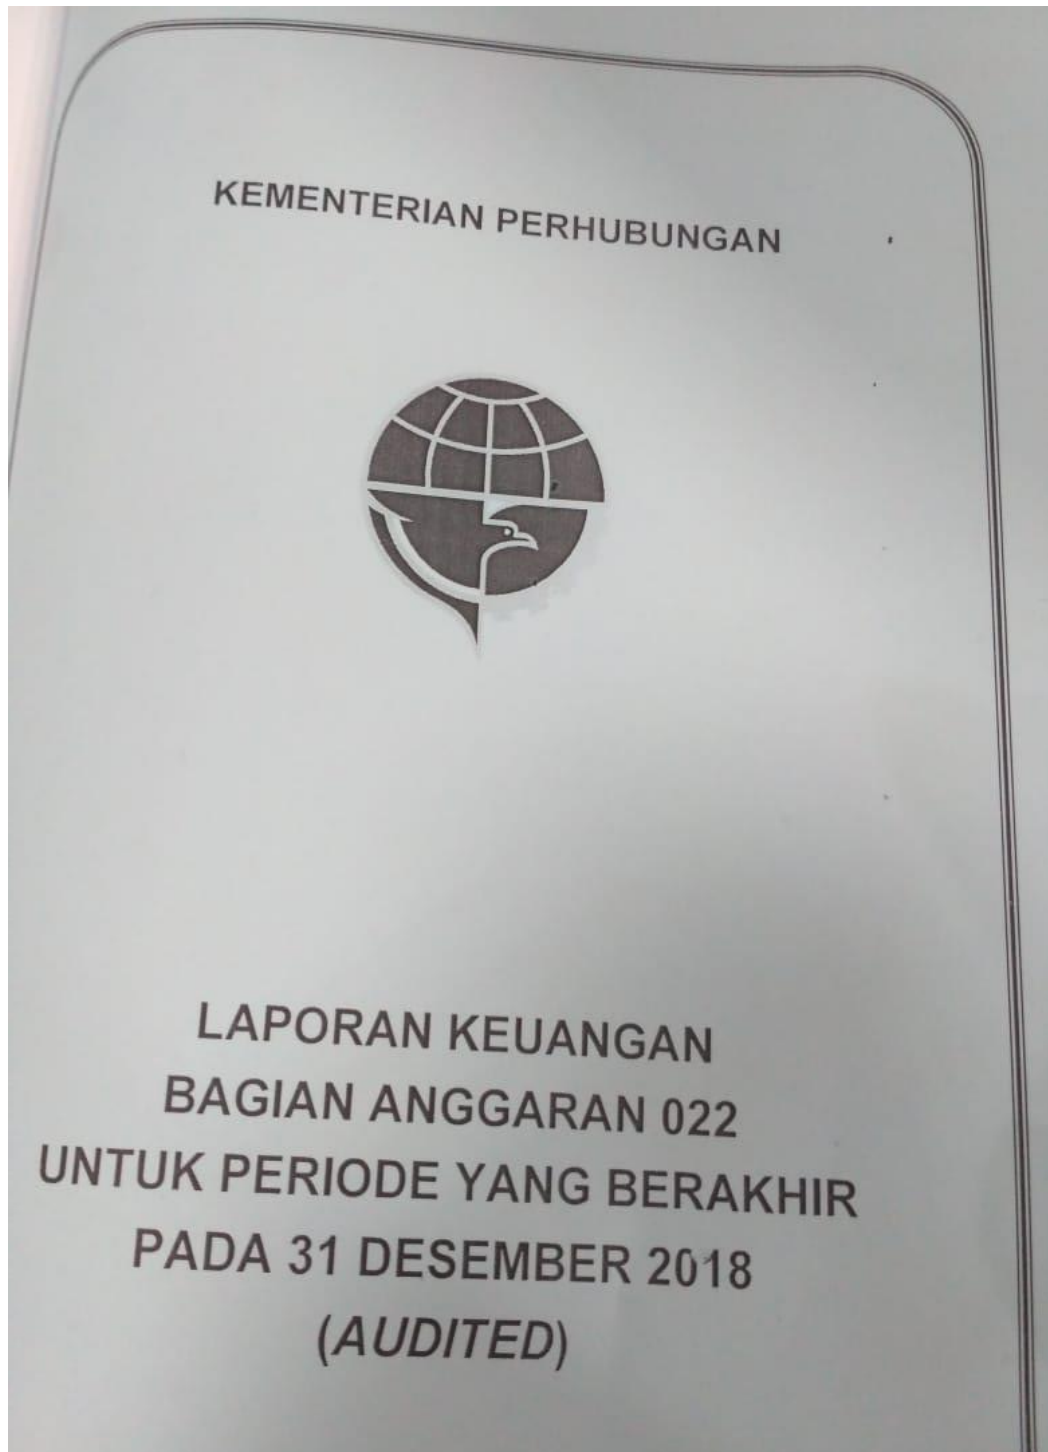 KEMENTERIAN PERHUBUNGAN
LAPORAN KEUANGAN
BAGIAN ANGGARAN 022
UNTUK PERIODE YANG BERAKHIR
PADA 31 DESEMBER 2018
(AUDITED)